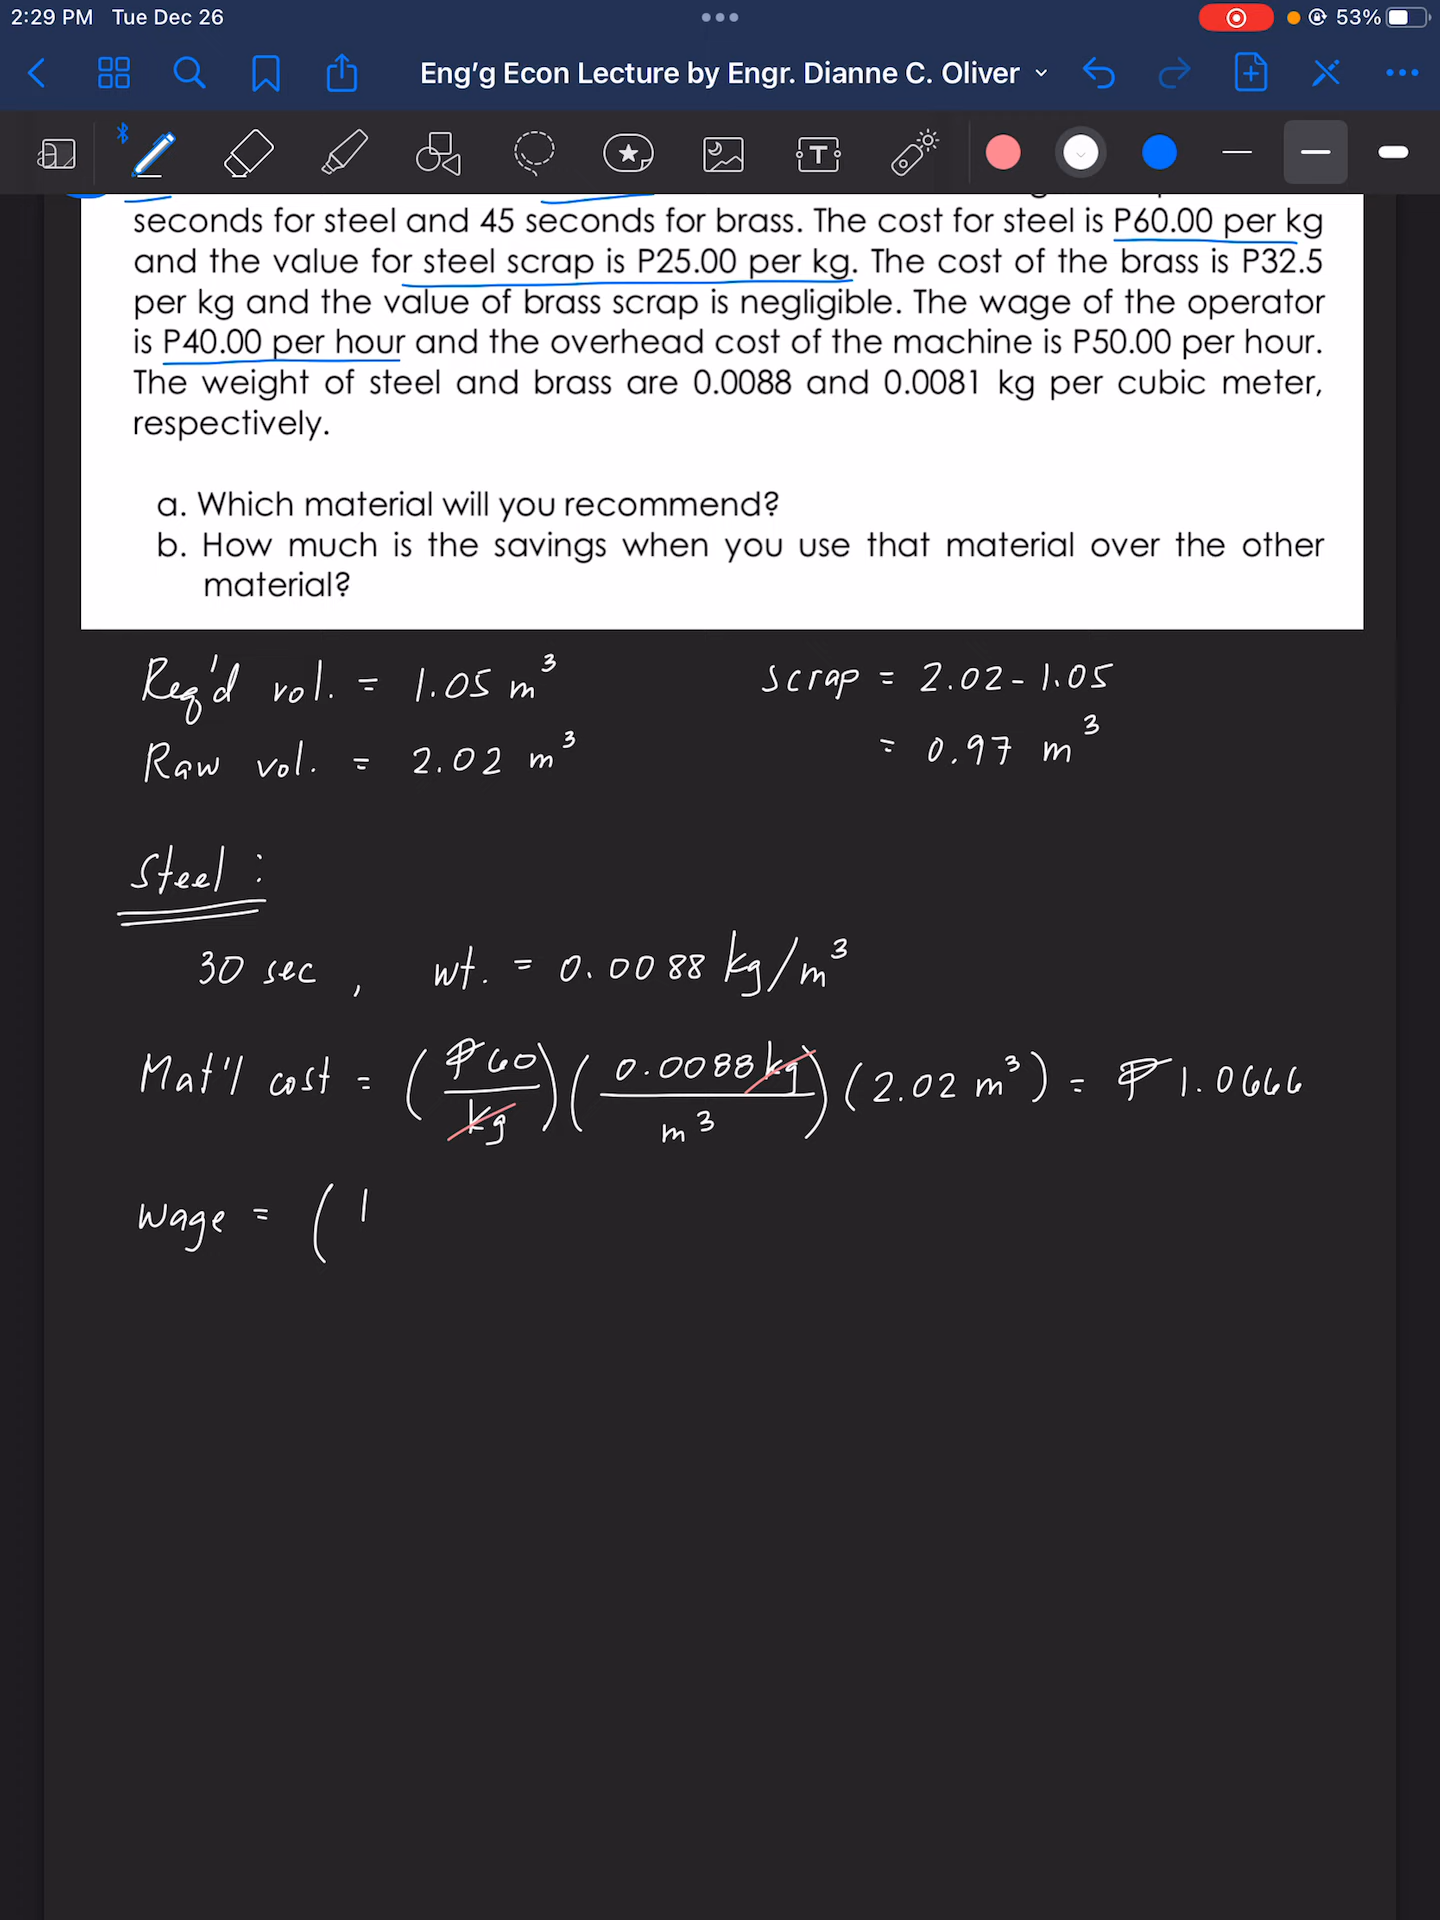 2:29 PM Tue Dec 26
53%
Eng'g Econ Lecture by Engr. Dianne C. Oliver
seconds for steel and 45 seconds for brass. The cost for steel is P60.00 per kg
and the value for steel scrap is P25.00 per kg. The cost of the brass is P32.5
per kg and the value of brass scrap is negligible. The wage of the operator
is P40.00 per hour and the overhead cost of the machine is P50.00 per hour.
The weight of steel and brass are 0.0088 and 0.0081 kg per cubic meter,
respectively.
a. Which material will you recommend?
b. How much is the savings when you use that material over the other
material?
Req'd vol. = 1.05 m³
scrap = 2.02 - 1.05
Raw vol. = 2.02 m³
= 0.97 m³
Steel :
30 sec , wt. = 0.0088 kg/m³
Mat'l cost = (₱60/kg)(0.0088 kg/m³)(2.02 m³) = ₱1.0666
Wage = ( 1